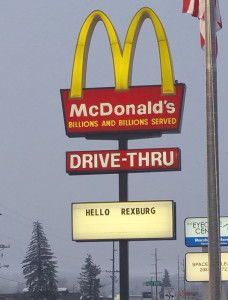 McDonald's
BILLIONS AND BILLIONS SERVED
DRIVE-THRU
HELLO REXBURG